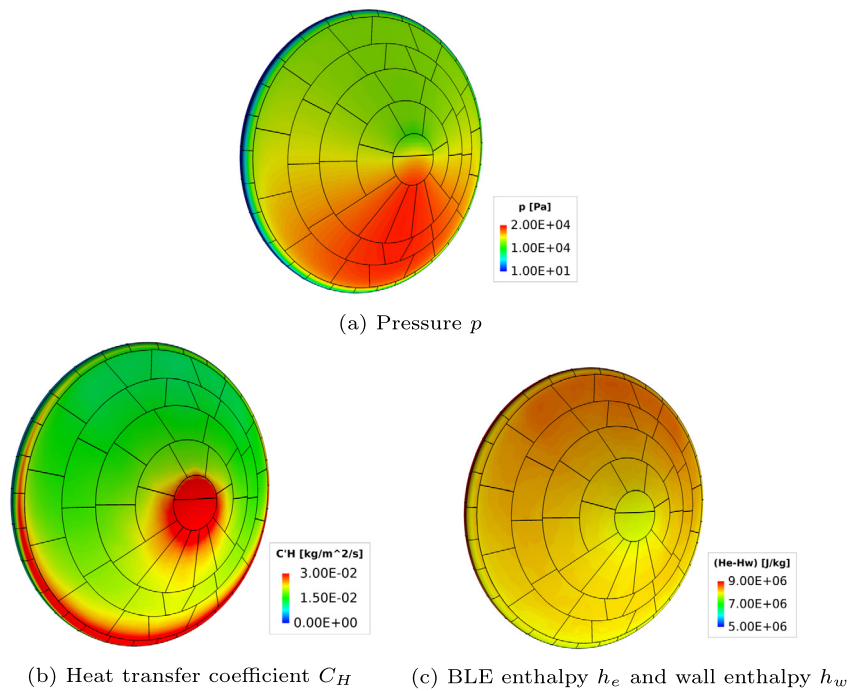 p [Pa]
2.00E+04
1.00E+04
1.00E+01
(a) Pressure p
C'H [kg/m^2/s]
3.00E-02
1.50E-02
0.00E+00
(He-Hw) [J/kg]
9.00E+06
7.00E+06
5.00E+06
(b) Heat transfer coefficient C_H
(c) BLE enthalpy h_e and wall enthalpy h_w